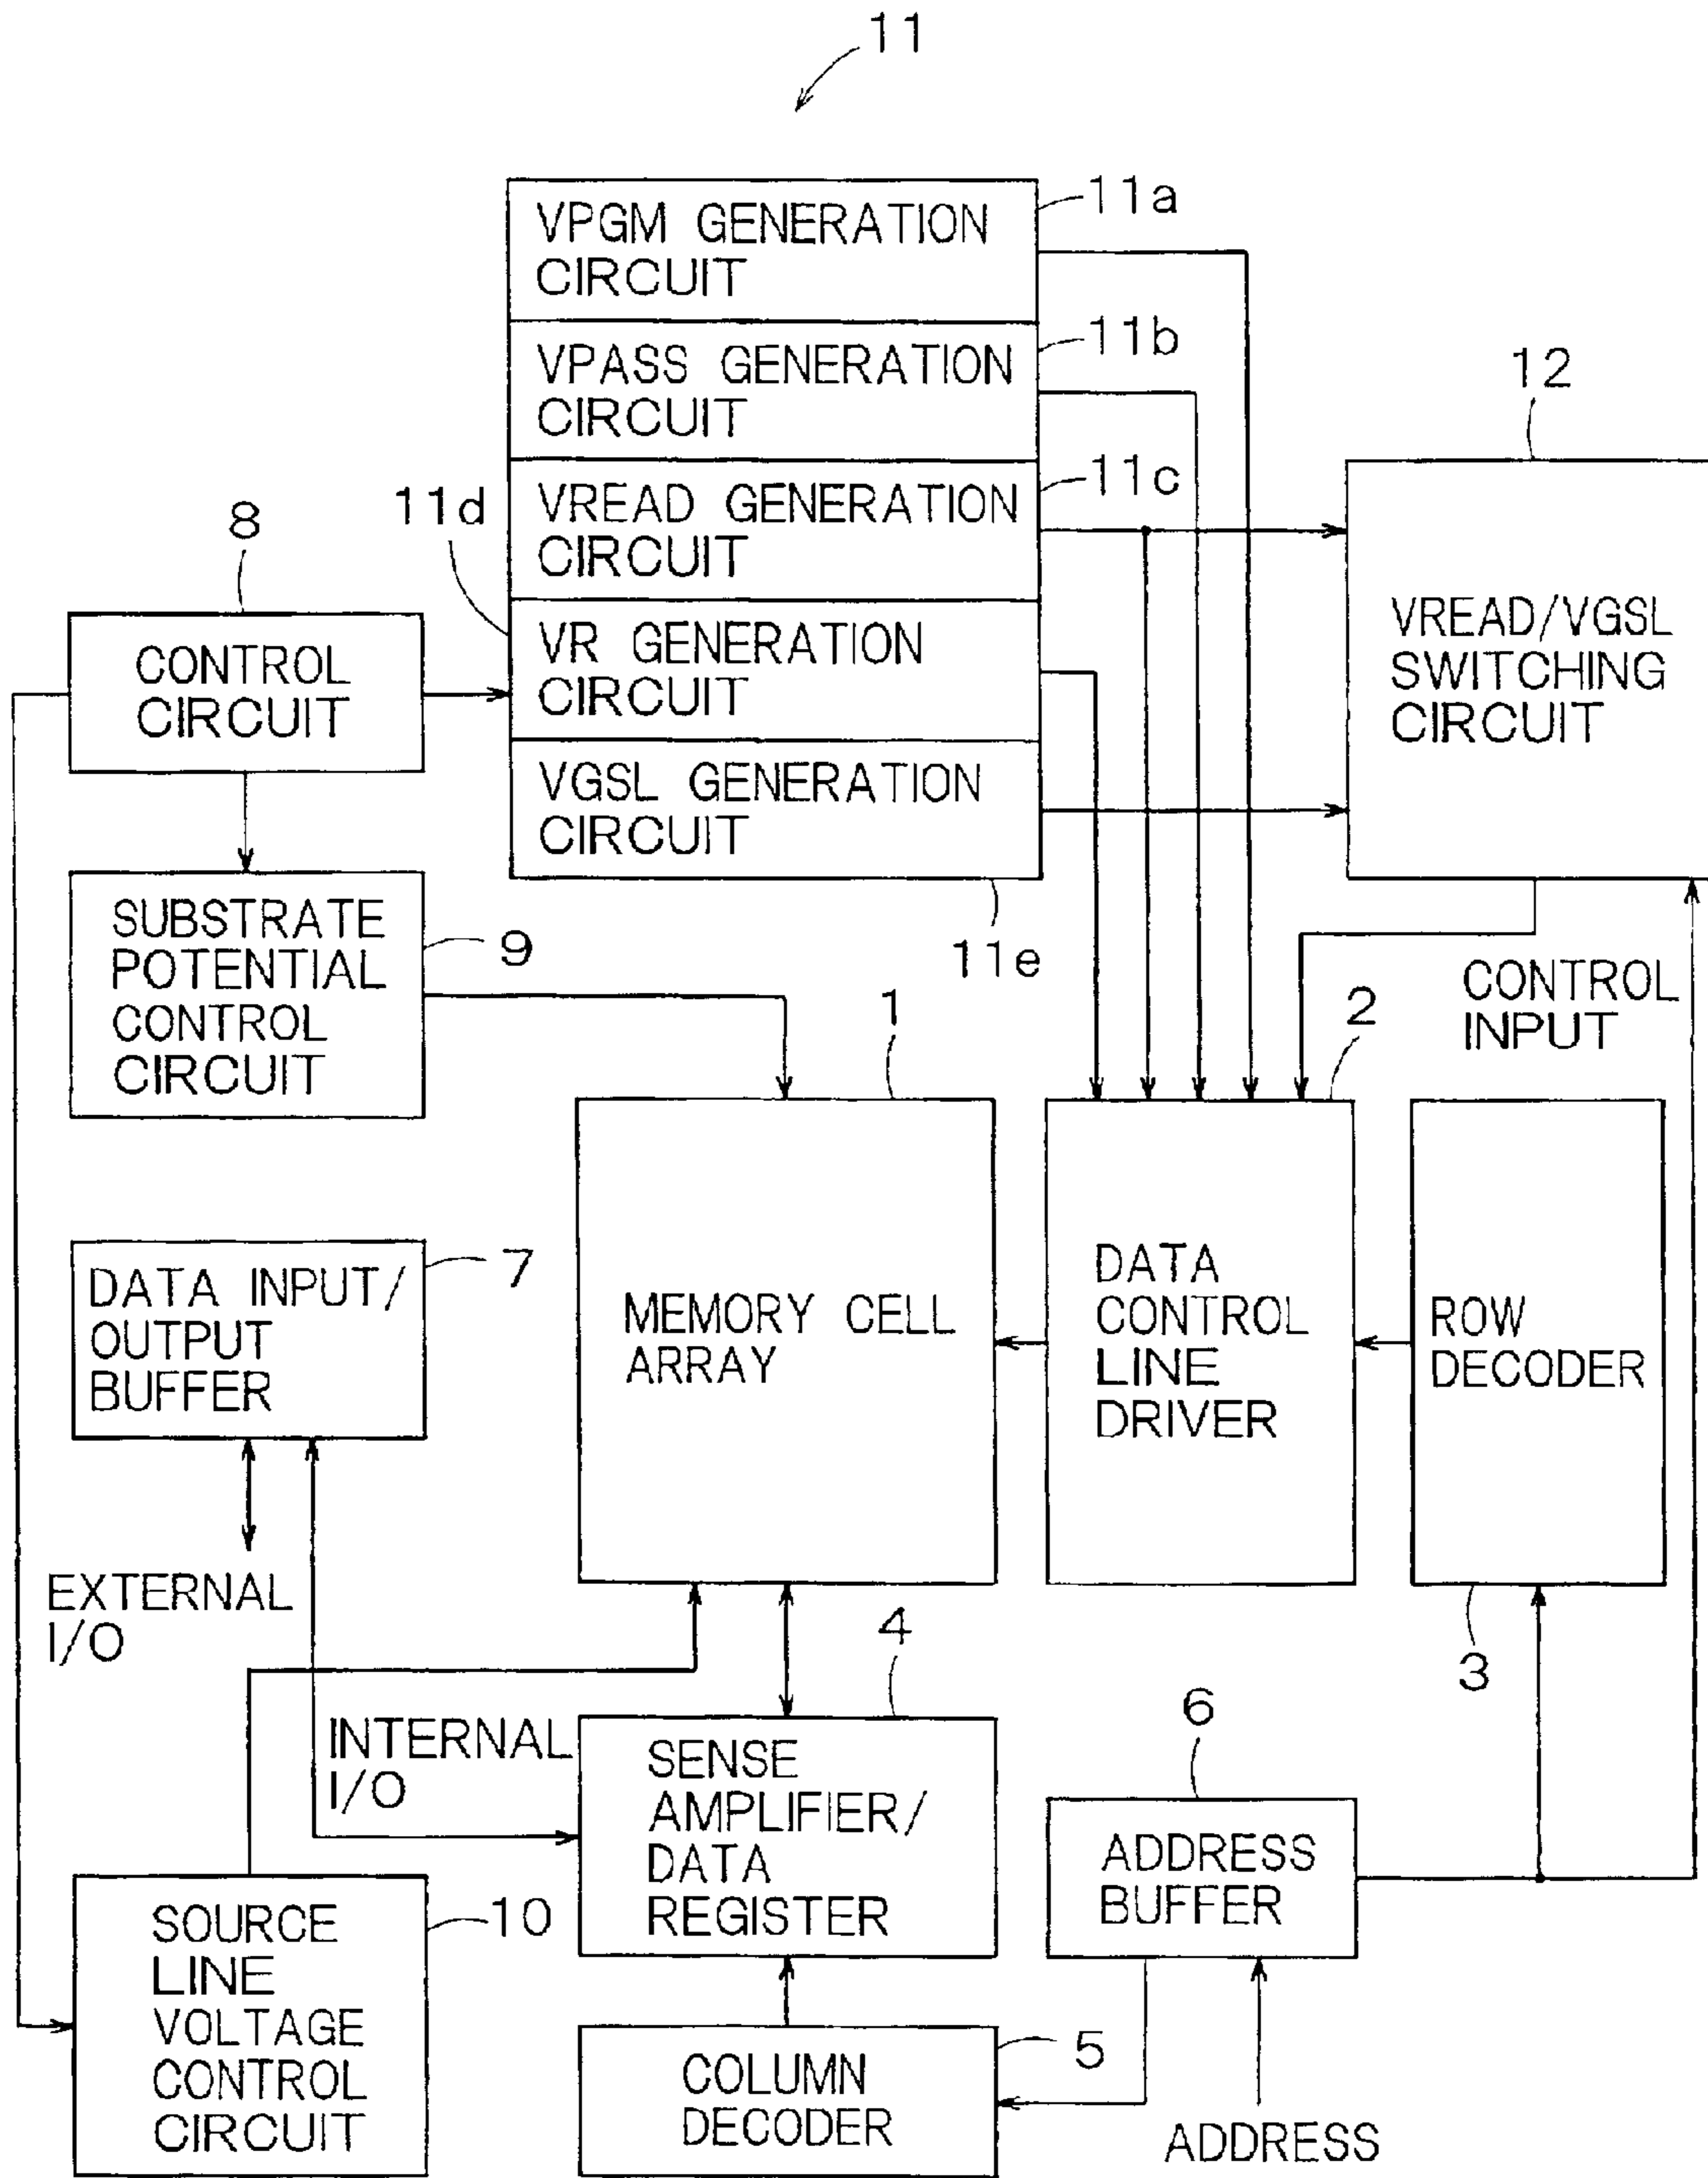 11
VPGM GENERATION
CIRCUIT
11a
VPASS GENERATION
CIRCUIT
11b
VREAD GENERATION
CIRCUIT
11c
11d
VR GENERATION
CIRCUIT
VGSL GENERATION
CIRCUIT
11e
12
VREAD/VGSL
SWITCHING
CIRCUIT
8
CONTROL
CIRCUIT
SUBSTRATE
POTENTIAL
CONTROL
CIRCUIT
9
CONTROL
INPUT
1
MEMORY CELL
ARRAY
2
DATA
CONTROL
LINE
DRIVER
ROW
DECODER
3
7
DATA INPUT/
OUTPUT
BUFFER
EXTERNAL
I/O
INTERNAL
I/O
4
SENSE
AMPLIFIER/
DATA
REGISTER
6
ADDRESS
BUFFER
10
SOURCE
LINE
VOLTAGE
CONTROL
CIRCUIT
5
COLUMN
DECODER
ADDRESS